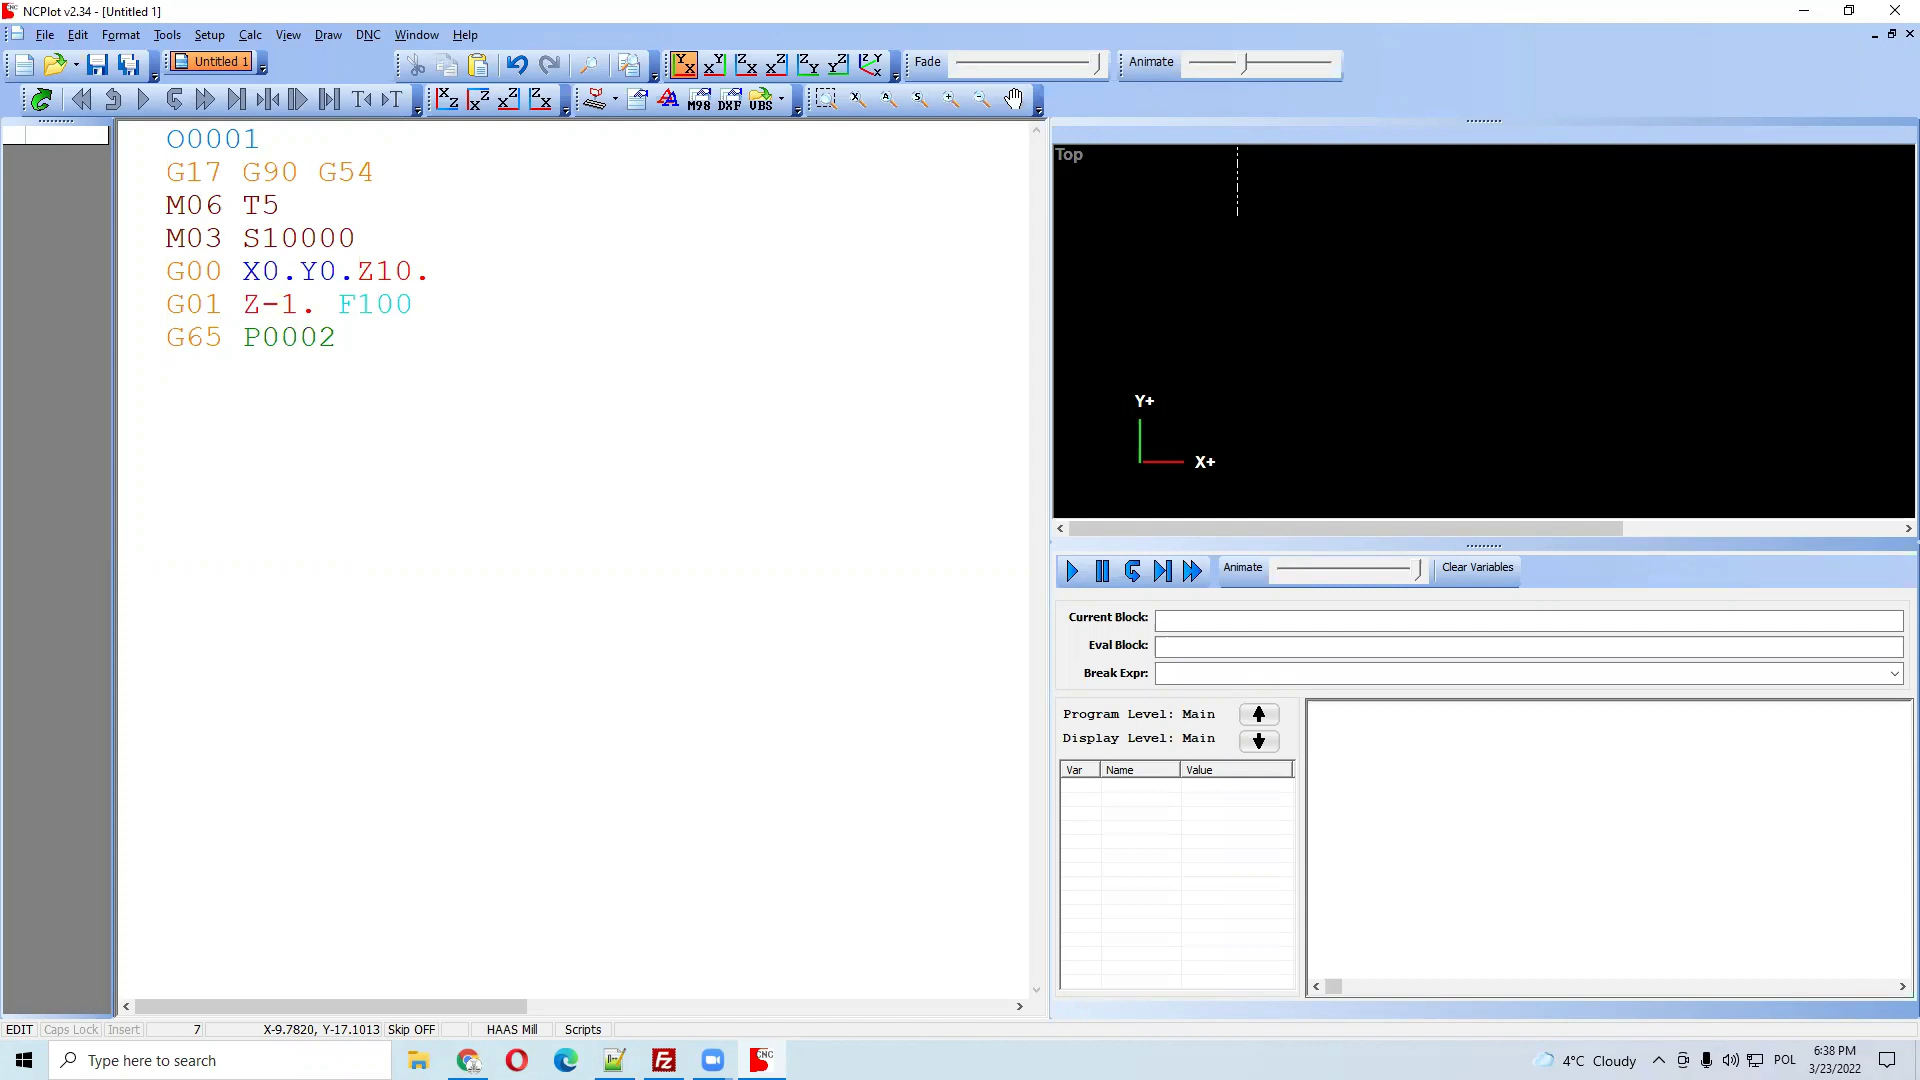 NCPlot v2.34 - [Untitled 1]
File Edit Format Tools Setup Calc View Draw DNC Window Help
Untitled 1
Fade
Animate
M98 DXF VBS
O0001
G17 G90 G54
M06 T5
M03 S10000
G00 X0.Y0.Z10.
G01 Z-1. F100
G65 P0002
Top
Y+
X+
Animate
Clear Variables
Current Block:
Eval Block:
Break Expr:
Program Level: Main
Display Level: Main
Var Name Value
EDIT Caps Lock Insert 7 X-9.7820, Y-17.1013 Skip OFF HAAS Mill Scripts
Type here to search
4°C Cloudy
POL
6:38 PM
3/23/2022